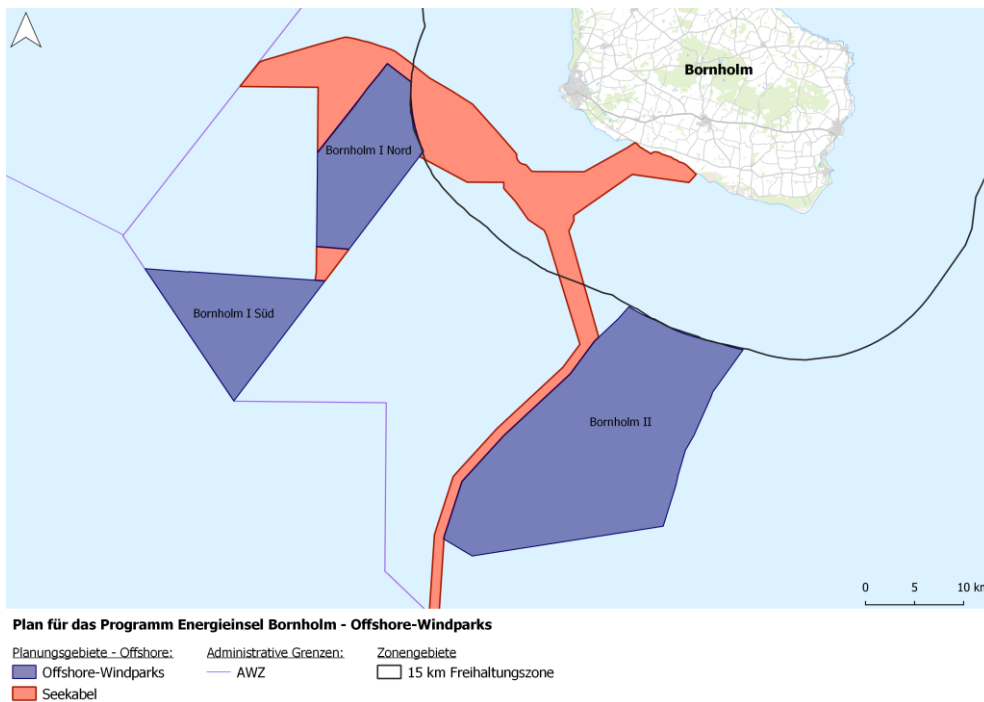 Bornholm
Bornholm I Nord
Bornholm I Süd
Bornholm II
0 5 10 km
Plan für das Programm Energieinsel Bornholm - Offshore-Windparks
Planungsgebiete - Offshore: Administrative Grenzen: Zonengebiete
Offshore-Windparks AWZ 15 km Freihaltungszone
Seekabel